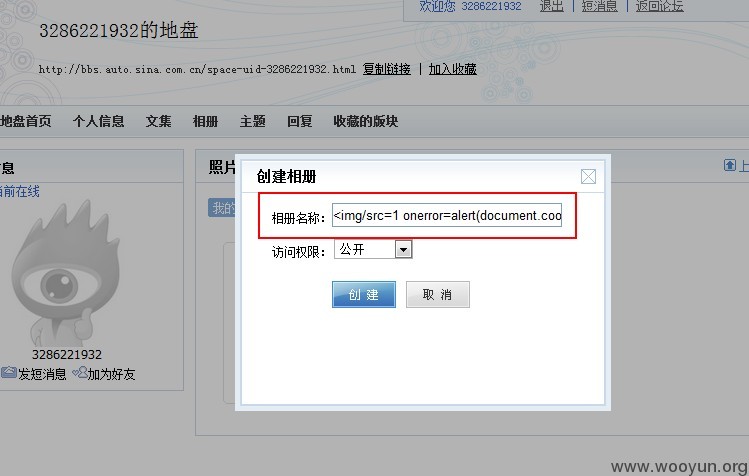 欢迎您 3286221932 退出 | 短消息 | 返回论坛
3286221932的地盘
http://bbs.auto.sina.com.cn/space-uid-3286221932.html 复制链接 | 加入收藏
地盘首页 个人信息 文集 相册 主题 回复 收藏的版块
息
当前在线
照片
上
我的
创建相册
相册名称:
<img/src=1 onerror=alert(document.coo
访问权限:
公开
创 建
取 消
3286221932
发短消息 加为好友
www.wooyun.org